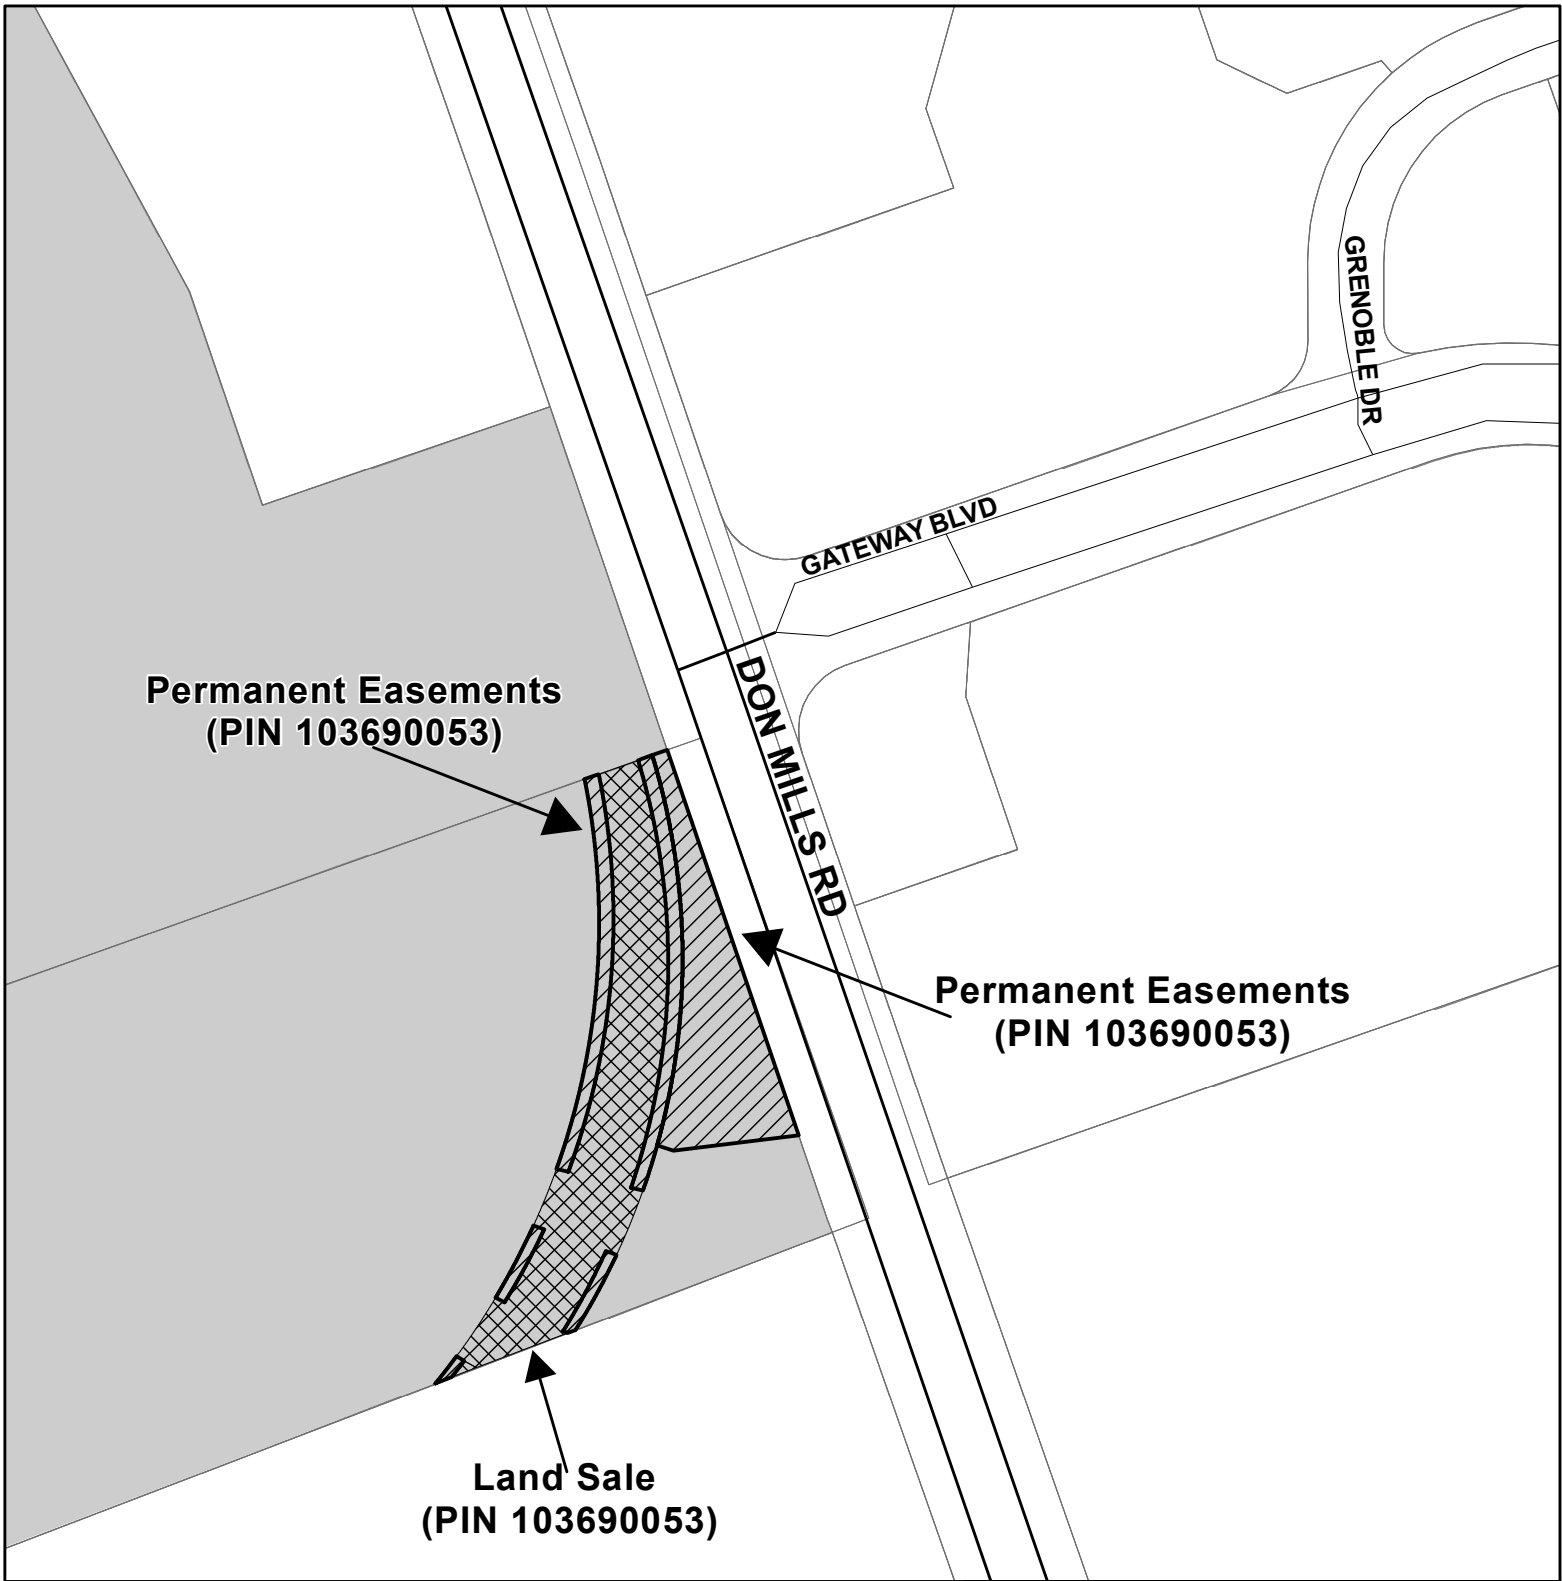 GRENOBLE DR
GATEWAY BLVD
Permanent Easements
(PIN 103690053)
DON MILLS RD
Permanent Easements
(PIN 103690053)
Land Sale
(PIN 103690053)